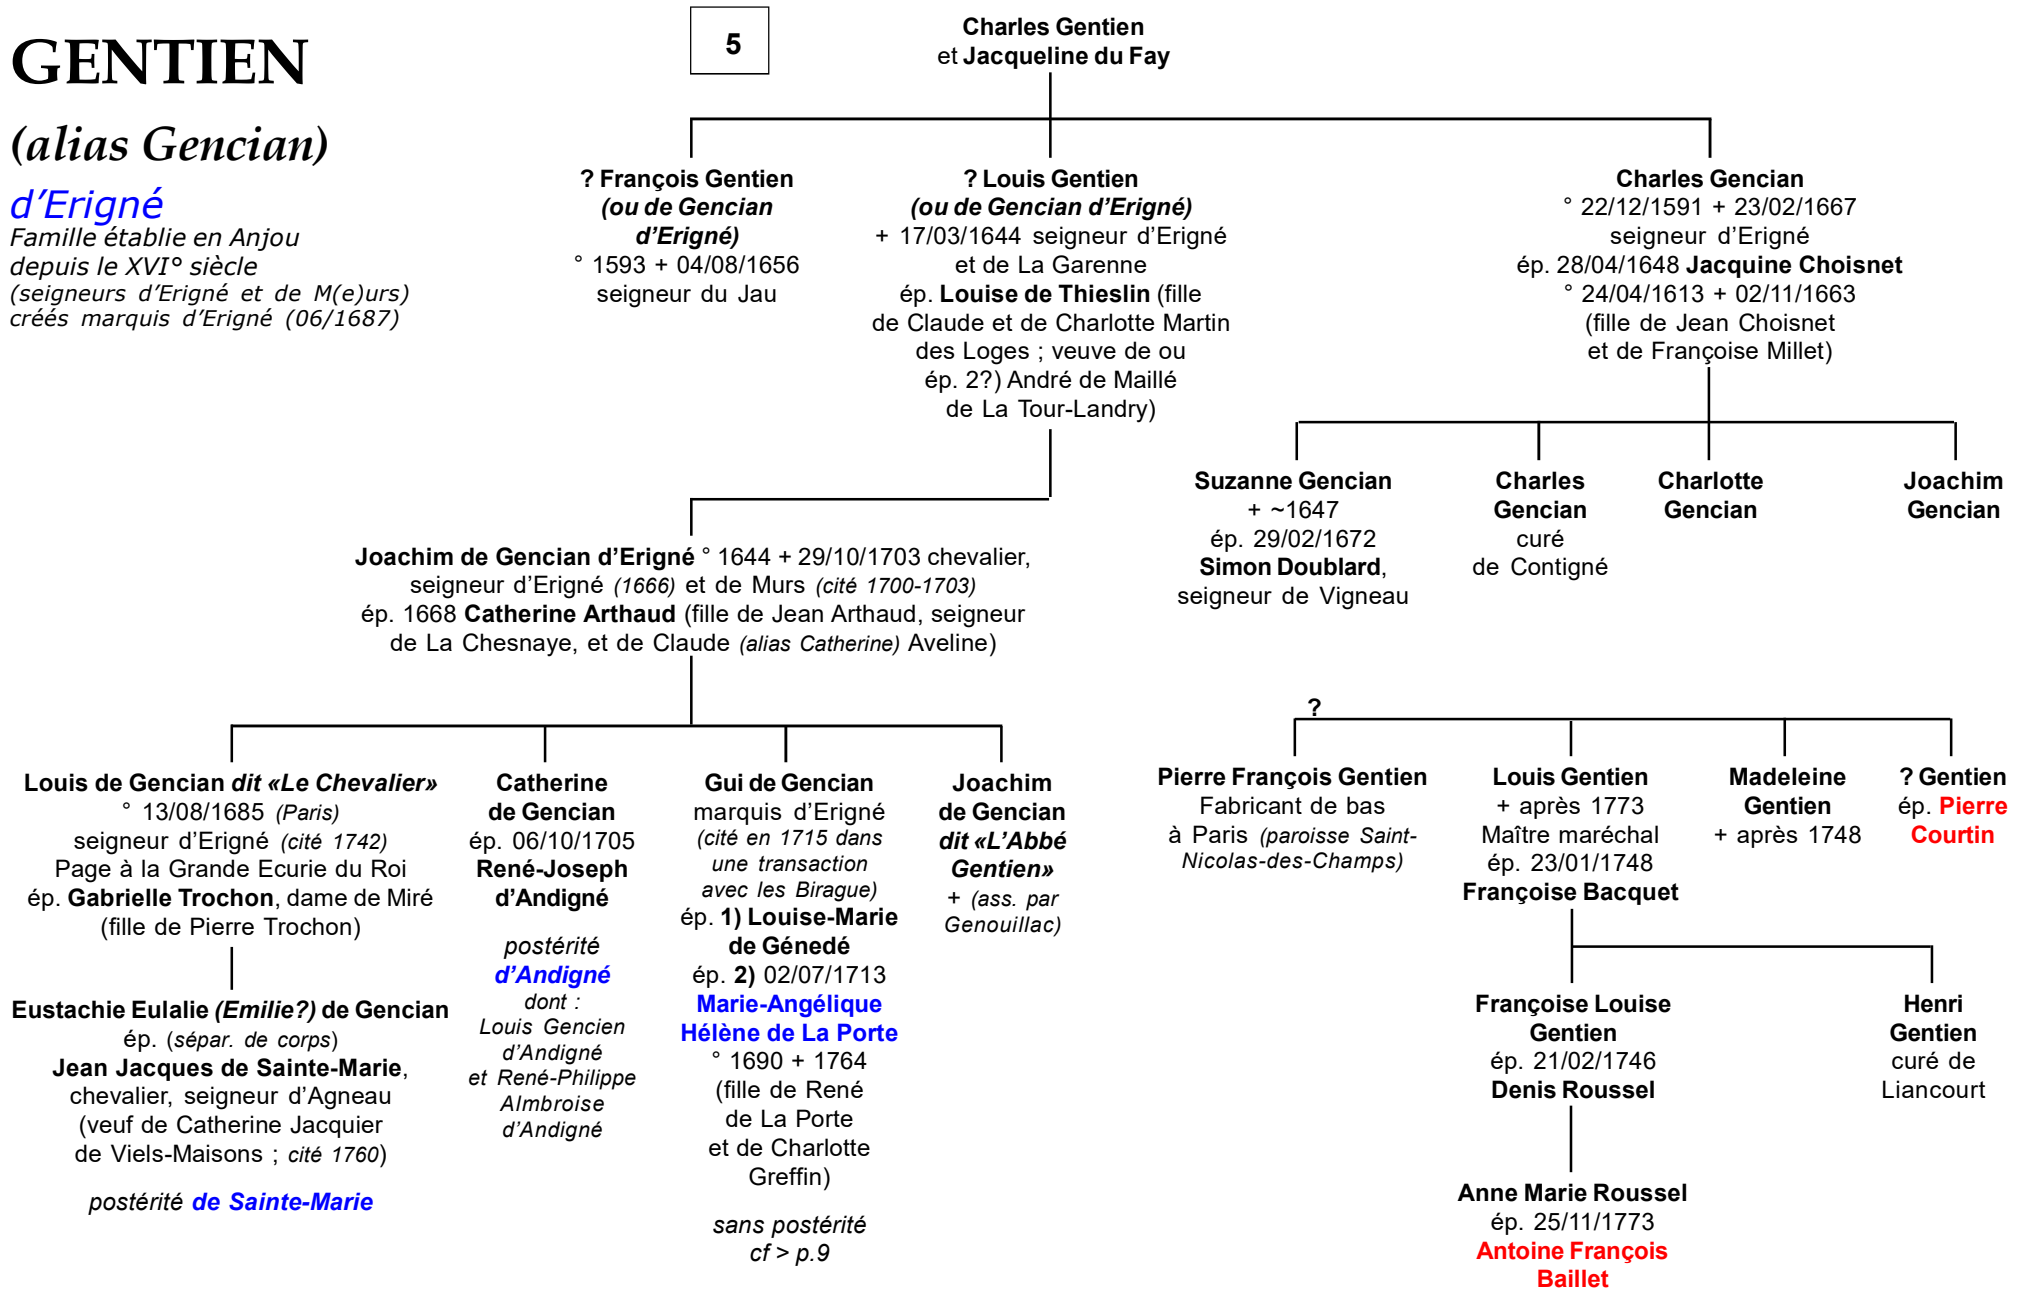 GENTIEN
(alias Gencian)
d'Erigné
Famille établie en Anjou
depuis le XVI° siècle
(seigneurs d'Erigné et de M(e)urs)
créés marquis d'Erigné (06/1687)
5
Charles Gentien
et Jacqueline du Fay
? François Gentien
(ou de Gencian
d'Erigné)
° 1593 + 04/08/1656
seigneur du Jau
? Louis Gentien
(ou de Gencian d'Erigné)
+ 17/03/1644 seigneur d'Erigné
et de La Garenne
ép. Louise de Thieslin (fille
de Claude et de Charlotte Martin
des Loges ; veuve de ou
ép. 2?) André de Maillé
de La Tour-Landry)
Charles Gencian
° 22/12/1591 + 23/02/1667
seigneur d'Erigné
ép. 28/04/1648 Jacquine Choisnet
° 24/04/1613 + 02/11/1663
(fille de Jean Choisnet
et de Françoise Millet)
Suzanne Gencian
+ ~1647
ép. 29/02/1672
Simon Doublard,
seigneur de Vigneau
Charles
Gencian
curé
de Contigné
Charlotte
Gencian
Joachim
Gencian
Joachim de Gencian d'Erigné ° 1644 + 29/10/1703 chevalier,
seigneur d'Erigné (1666) et de Murs (cité 1700-1703)
ép. 1668 Catherine Arthaud (fille de Jean Arthaud, seigneur
de La Chesnaye, et de Claude (alias Catherine) Aveline)
Louis de Gencian dit «Le Chevalier»
° 13/08/1685 (Paris)
seigneur d'Erigné (cité 1742)
Page à la Grande Ecurie du Roi
ép. Gabrielle Trochon, dame de Miré
(fille de Pierre Trochon)
Eustachie Eulalie (Emilie?) de Gencian
ép. (sépar. de corps)
Jean Jacques de Sainte-Marie,
chevalier, seigneur d'Agneau
(veuf de Catherine Jacquier
de Viels-Maisons ; cité 1760)
postérité de Sainte-Marie
Catherine
de Gencian
ép. 06/10/1705
René-Joseph
d'Andigné
postérité
d'Andigné
dont :
Louis Gencien
d'Andigné
et René-Philippe
Almbroise
d'Andigné
Gui de Gencian
marquis d'Erigné
(cité en 1715 dans
une transaction
avec les Birague)
ép. 1) Louise-Marie
de Génedé
ép. 2) 02/07/1713
Marie-Angélique
Hélène de La Porte
° 1690 + 1764
(fille de René
de La Porte
et de Charlotte
Greffin)
sans postérité
cf > p.9
Joachim
de Gencian
dit «L'Abbé
Gentien»
+ (ass. par
Genouillac)
?
Pierre François Gentien
Fabricant de bas
à Paris (paroisse Saint-
Nicolas-des-Champs)
Louis Gentien
+ après 1773
Maître maréchal
ép. 23/01/1748
Françoise Bacquet
Madeleine
Gentien
+ après 1748
? Gentien
ép. Pierre
Courtin
Françoise Louise
Gentien
ép. 21/02/1746
Denis Roussel
Henri
Gentien
curé de
Liancourt
Anne Marie Roussel
ép. 25/11/1773
Antoine François
Baillet